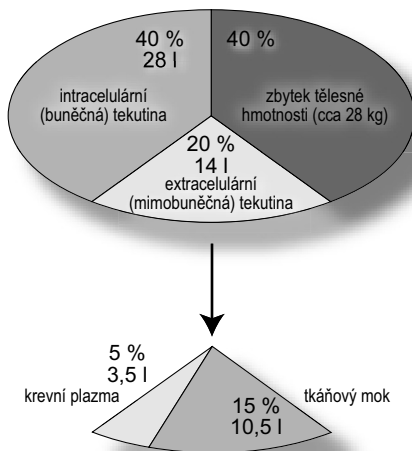 40 %
28 l
intracelulární
(buněčná) tekutina
40 %
zbytek tělesné
hmotnosti (cca 28 kg)
20 %
14 l
extracelulární
(mimobuněčná) tekutina
5 %
3,5 l
krevní plazma
15 %
10,5 l
tkáňový mok